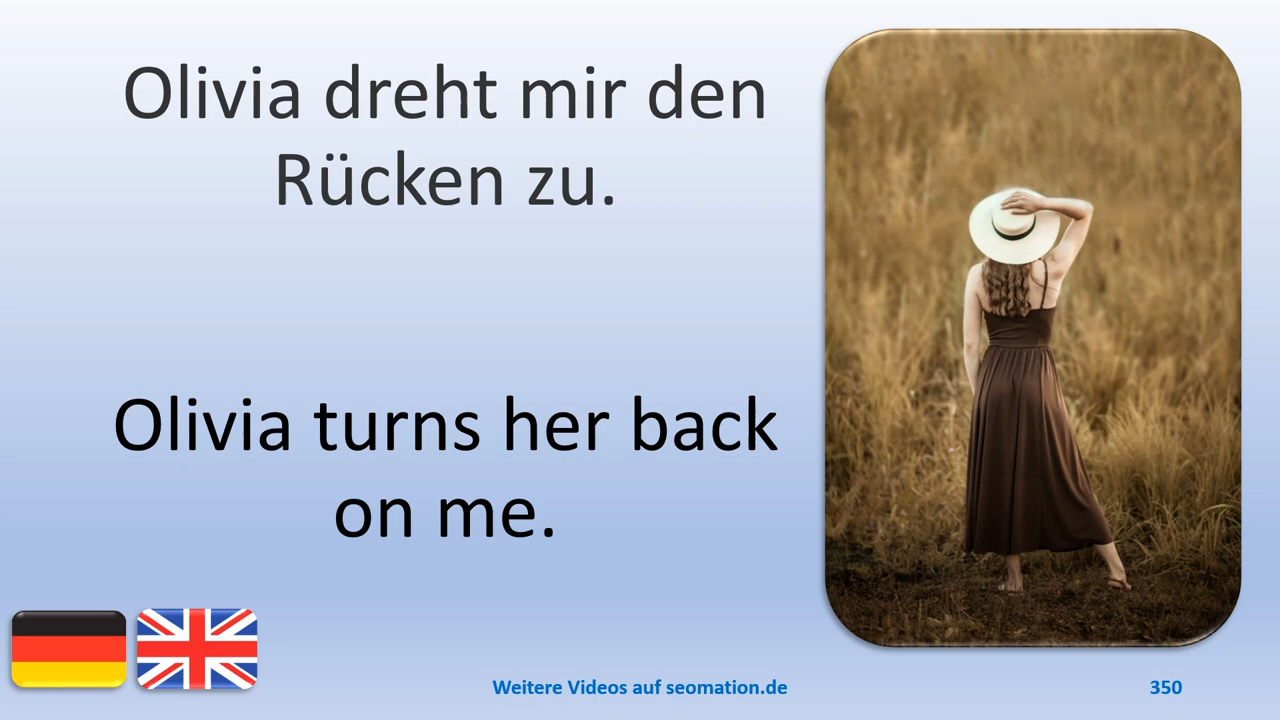 Olivia dreht mir den
Rücken zu.
Olivia turns her back
on me.
Weitere Videos auf seomation.de
350